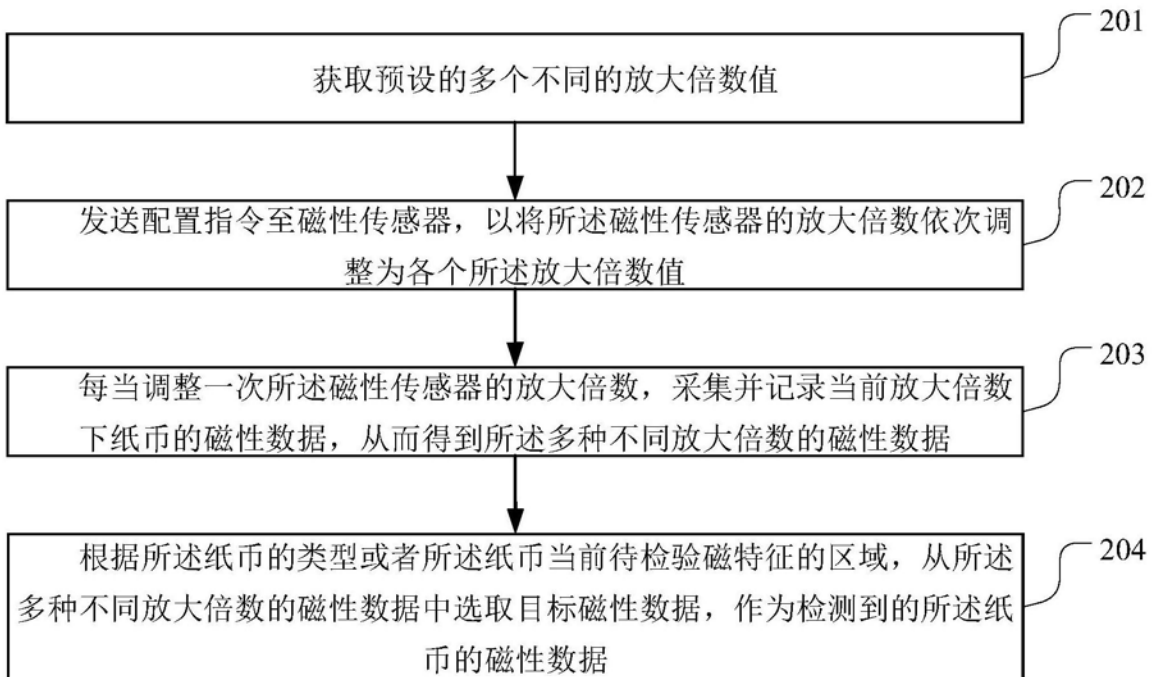 201
获取预设的多个不同的放大倍数值
202
发送配置指令至磁性传感器，以将所述磁性传感器的放大倍数依次调
整为各个所述放大倍数值
203
每当调整一次所述磁性传感器的放大倍数，采集并记录当前放大倍数
下纸币的磁性数据，从而得到所述多种不同放大倍数的磁性数据
204
根据所述纸币的类型或者所述纸币当前待检验磁特征的区域，从所述
多种不同放大倍数的磁性数据中选取目标磁性数据，作为检测到的所述纸
币的磁性数据